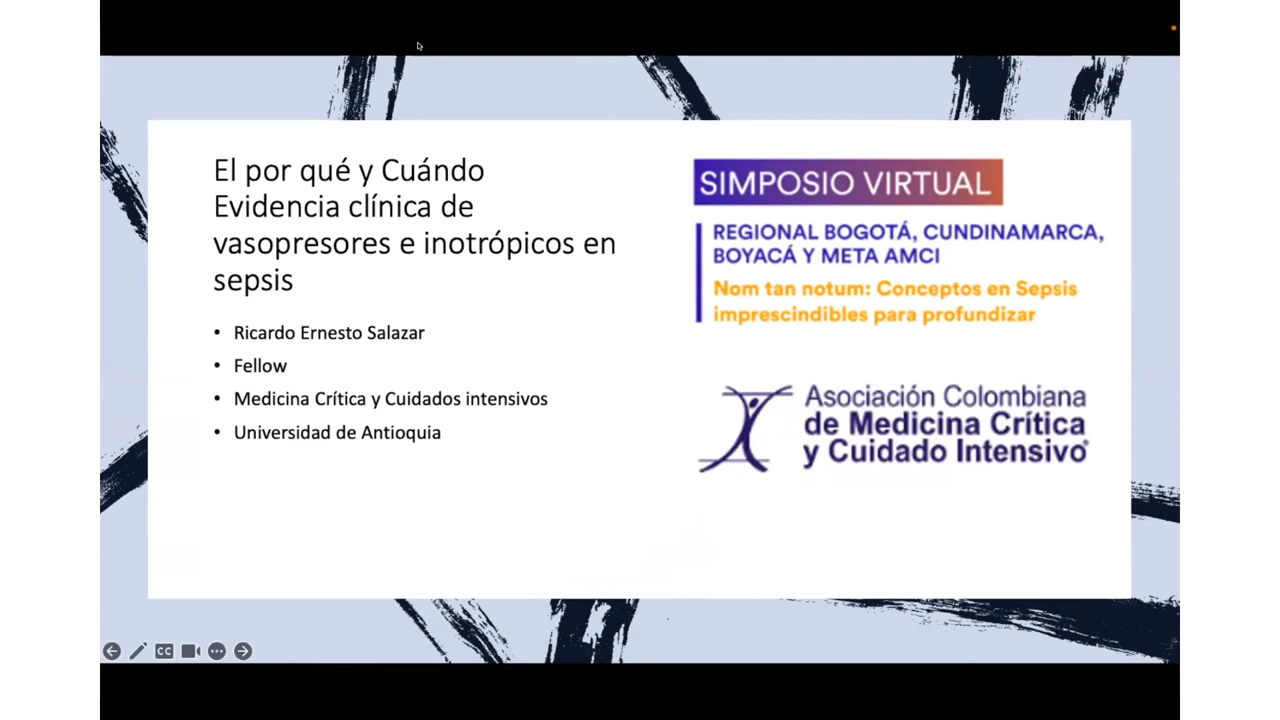 El por qué y Cuándo
Evidencia clínica de
vasopresores e inotrópicos en
sepsis
• Ricardo Ernesto Salazar
• Fellow
• Medicina Crítica y Cuidados intensivos
• Universidad de Antioquia
SIMPOSIO VIRTUAL
REGIONAL BOGOTÁ, CUNDINAMARCA,
BOYACÁ Y META AMCI
Nom tan notum: Conceptos en Sepsis
imprescindibles para profundizar
Asociación Colombiana
de Medicina Crítica
y Cuidado Intensivo®
CC